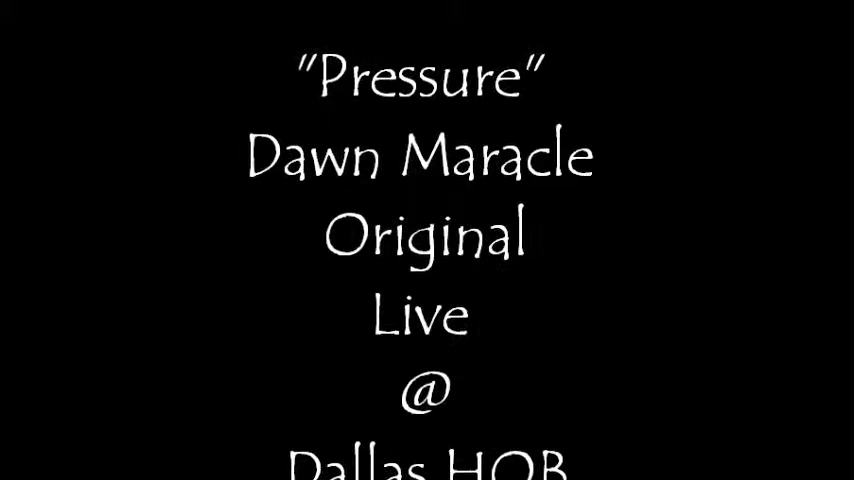 "Pressure"
Dawn Maracle
Original
Live
@
Dallas HOB